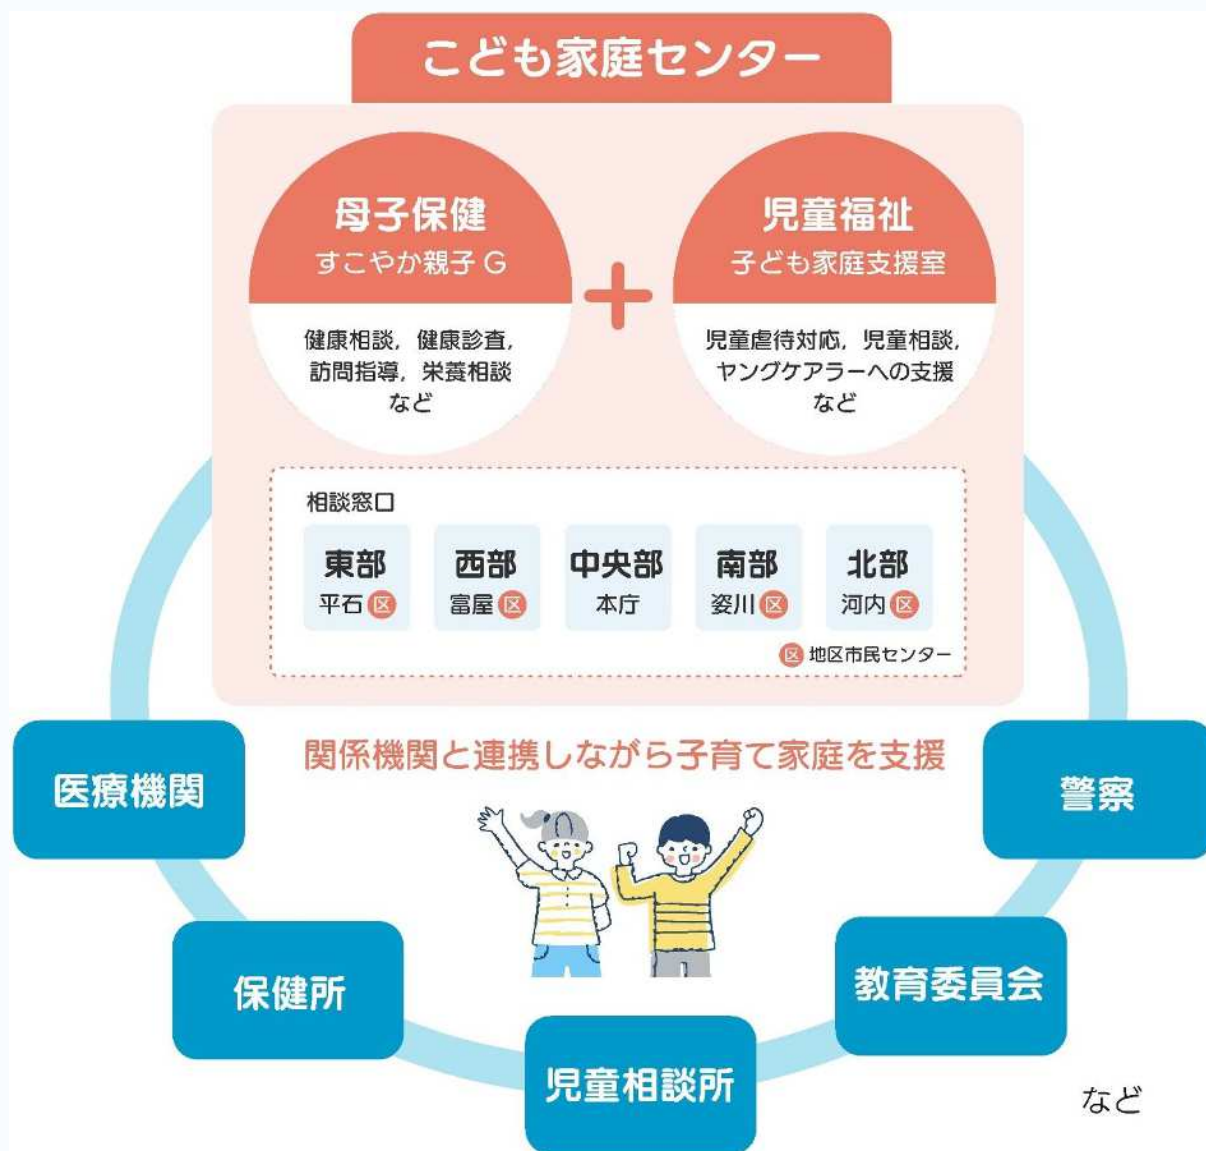 こども家庭センター
母子保健
すこやか親子 G
健康相談, 健康診査,
訪問指導, 栄養相談
など
+
児童福祉
子ども家庭支援室
児童虐待対応, 児童相談,
ヤングケアラーへの支援
など
相談窓口
東部
平石 区
西部
富屋 区
中央部
本庁
南部
姿川 区
北部
河内 区
区 地区市民センター
関係機関と連携しながら子育て家庭を支援
医療機関
警察
保健所
教育委員会
児童相談所
など